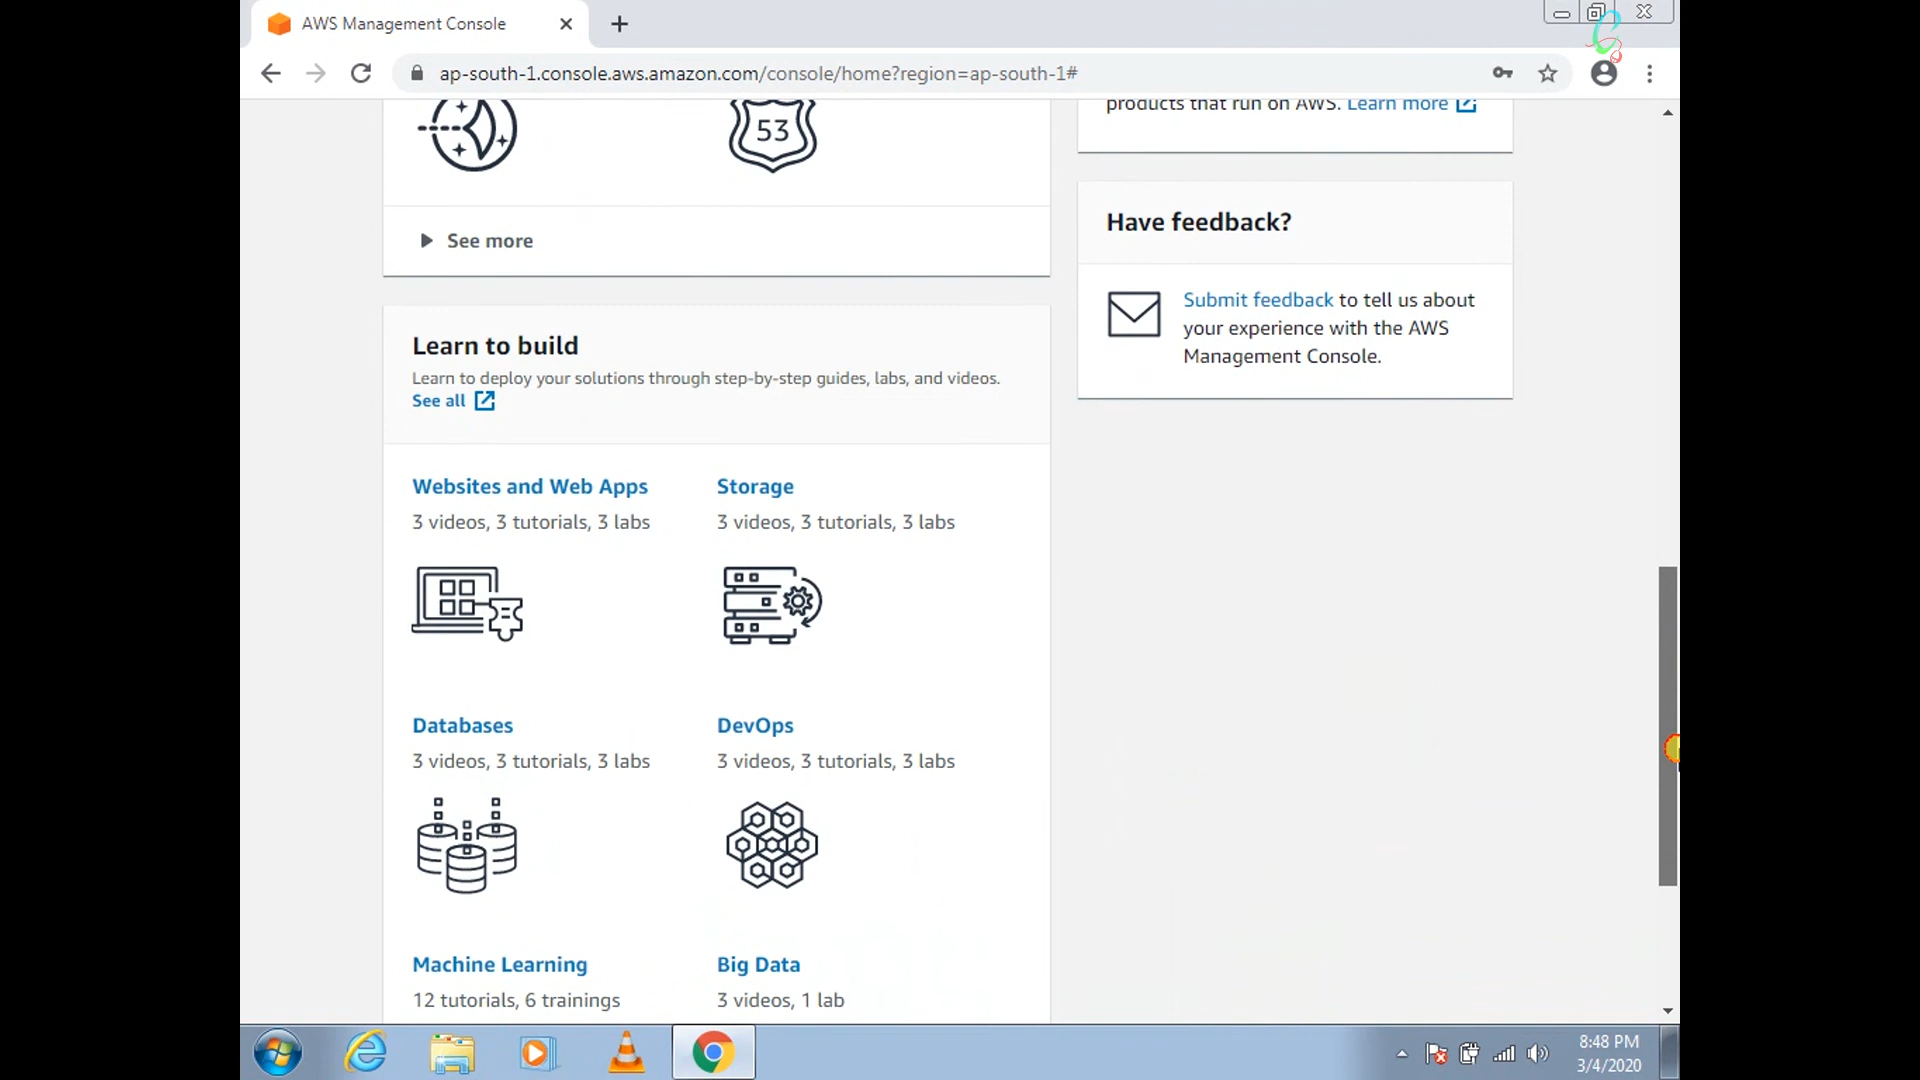 AWS Management Console
ap-south-1.console.aws.amazon.com/console/home?region=ap-south-1#
products that run on AWS. Learn more
53
See more
Have feedback?
Submit feedback to tell us about
your experience with the AWS
Management Console.
Learn to build
Learn to deploy your solutions through step-by-step guides, labs, and videos.
See all
Websites and Web Apps
3 videos, 3 tutorials, 3 labs
Storage
3 videos, 3 tutorials, 3 labs
Databases
3 videos, 3 tutorials, 3 labs
DevOps
3 videos, 3 tutorials, 3 labs
Machine Learning
12 tutorials, 6 trainings
Big Data
3 videos, 1 lab
8:48 PM
3/4/2020